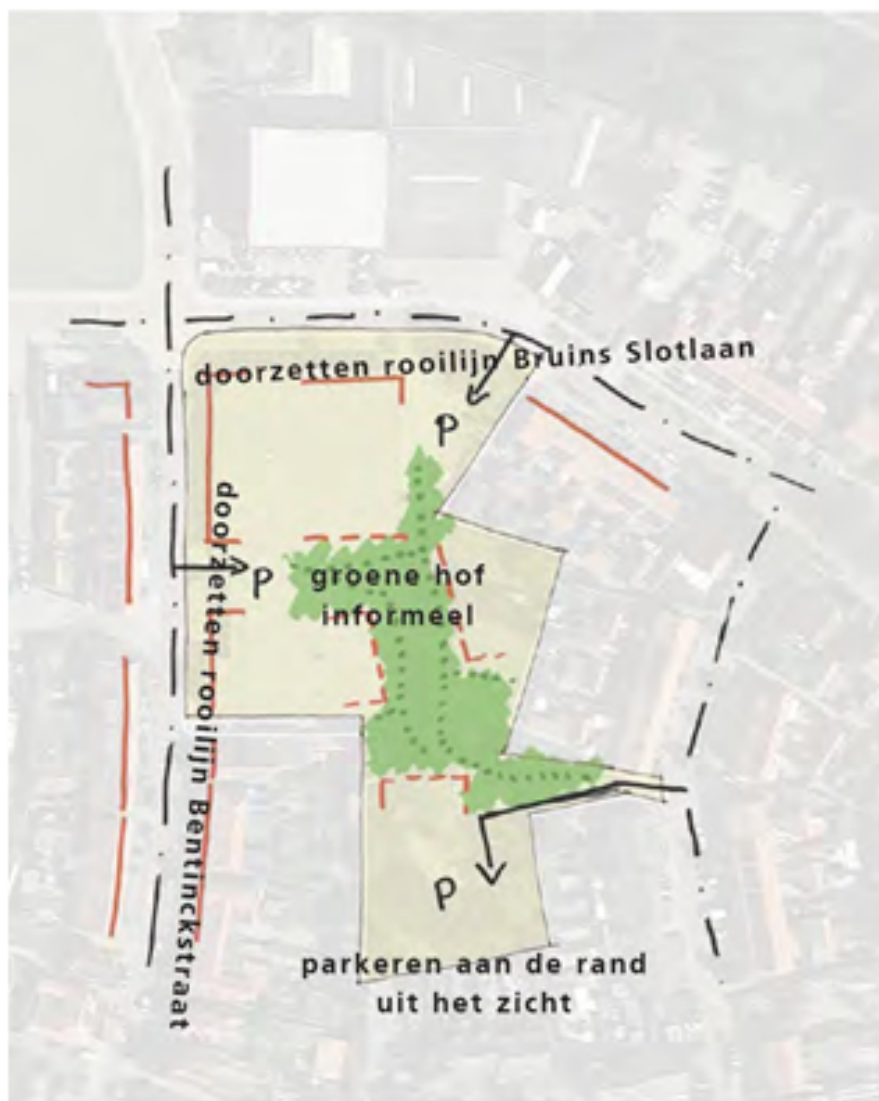 doorzetten rooilijn Bruins Slotlaan
P
doorzetten rooilijn Bentinckstraat
P
groene hof
informeel
P
parkeren aan de rand
uit het zicht